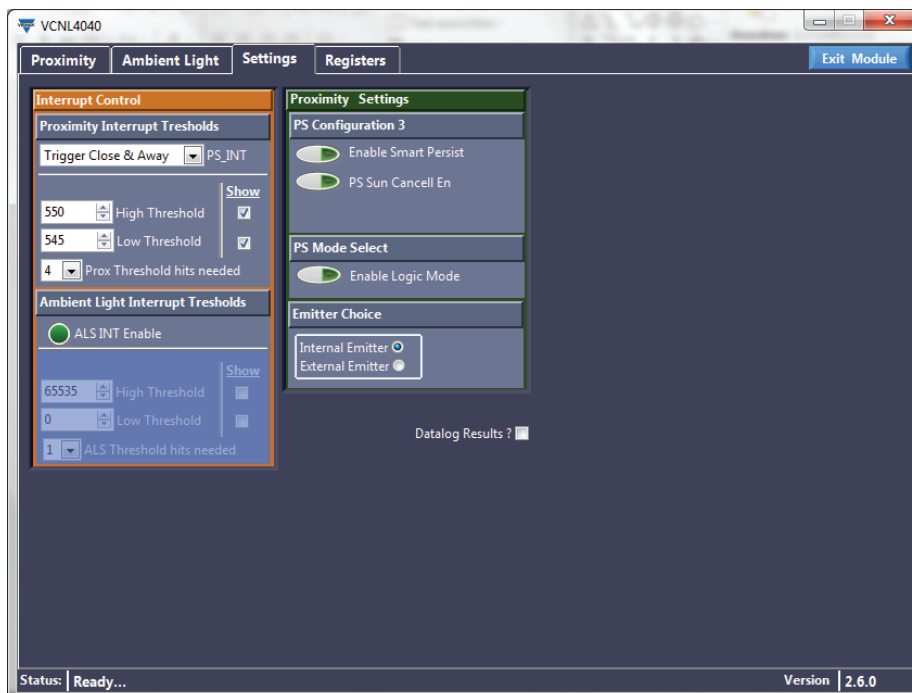 VCNL4040
Proximity
Ambient Light
Settings
Registers
Exit Module
Interrupt Control
Proximity Interrupt Tresholds
Trigger Close & Away PS_INT
Show
550 High Threshold
545 Low Threshold
4 Prox Threshold hits needed
Ambient Light Interrupt Tresholds
ALS INT Enable
Show
65535 High Threshold
0 Low Threshold
1 ALS Threshold hits needed
Proximity Settings
PS Configuration 3
Enable Smart Persist
PS Sun Cancell En
PS Mode Select
Enable Logic Mode
Emitter Choice
Internal Emitter
External Emitter
Datalog Results ?
Status: Ready...
Version 2.6.0